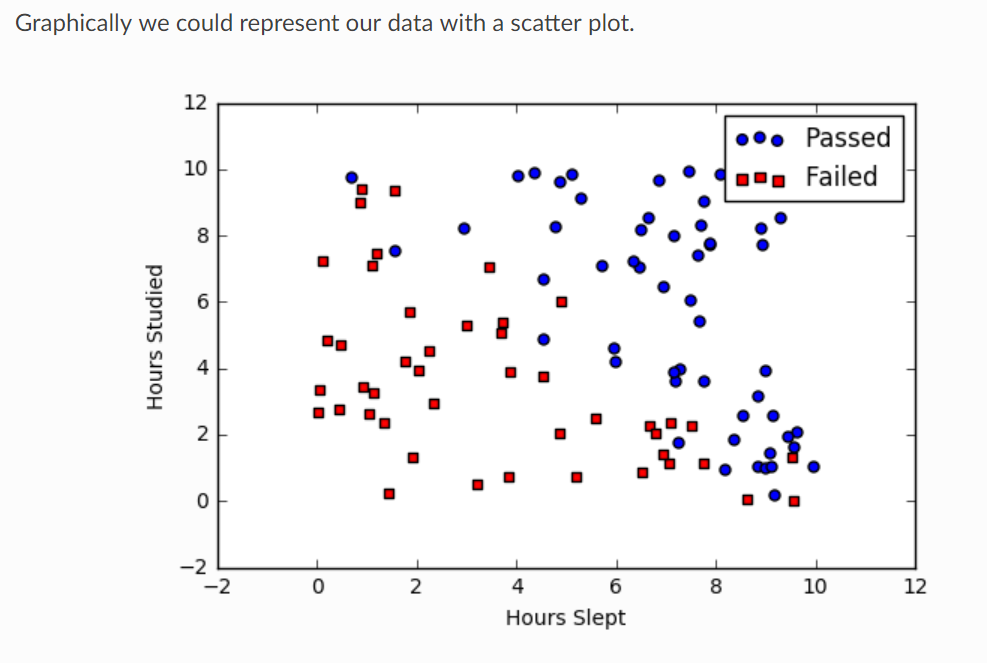 Graphically we could represent our data with a scatter plot.
12
10
8
6
4
2
0
−2
−2 0 2 4 6 8 10 12
Hours Studied
Hours Slept
Passed
Failed